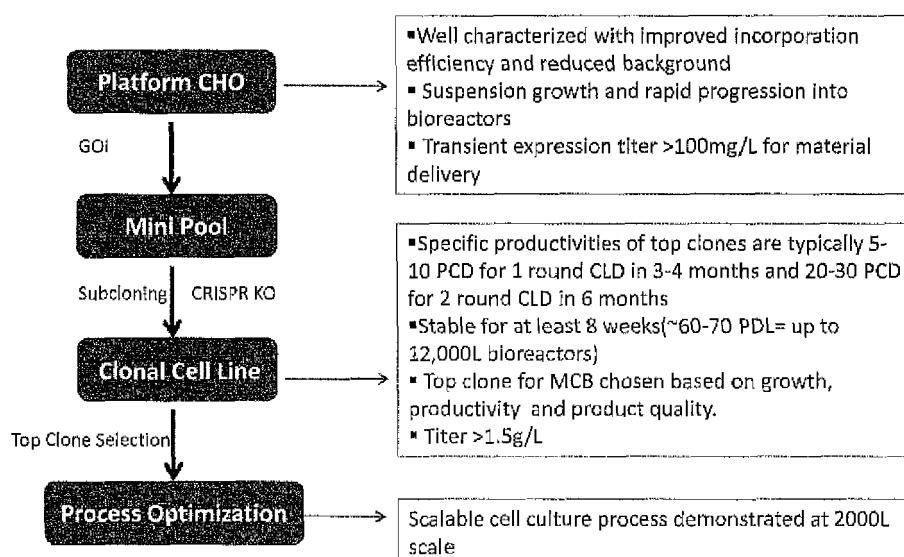 Platform CHO
▪Well characterized with improved incorporation
efficiency and reduced background
▪ Suspension growth and rapid progression into
bioreactors
▪ Transient expression titer >100mg/L for material
delivery
GOI
Mini Pool
Subcloning CRISPR KO
▪Specific productivities of top clones are typically 5-
10 PCD for 1 round CLD in 3-4 months and 20-30 PCD
for 2 round CLD in 6 months
▪Stable for at least 8 weeks(~60-70 PDL= up to
12,000L bioreactors)
▪ Top clone for MCB chosen based on growth,
productivity and product quality.
▪ Titer >1.5g/L
Clonal Cell Line
Top Clone Selection
Process Optimization
Scalable cell culture process demonstrated at 2000L
scale